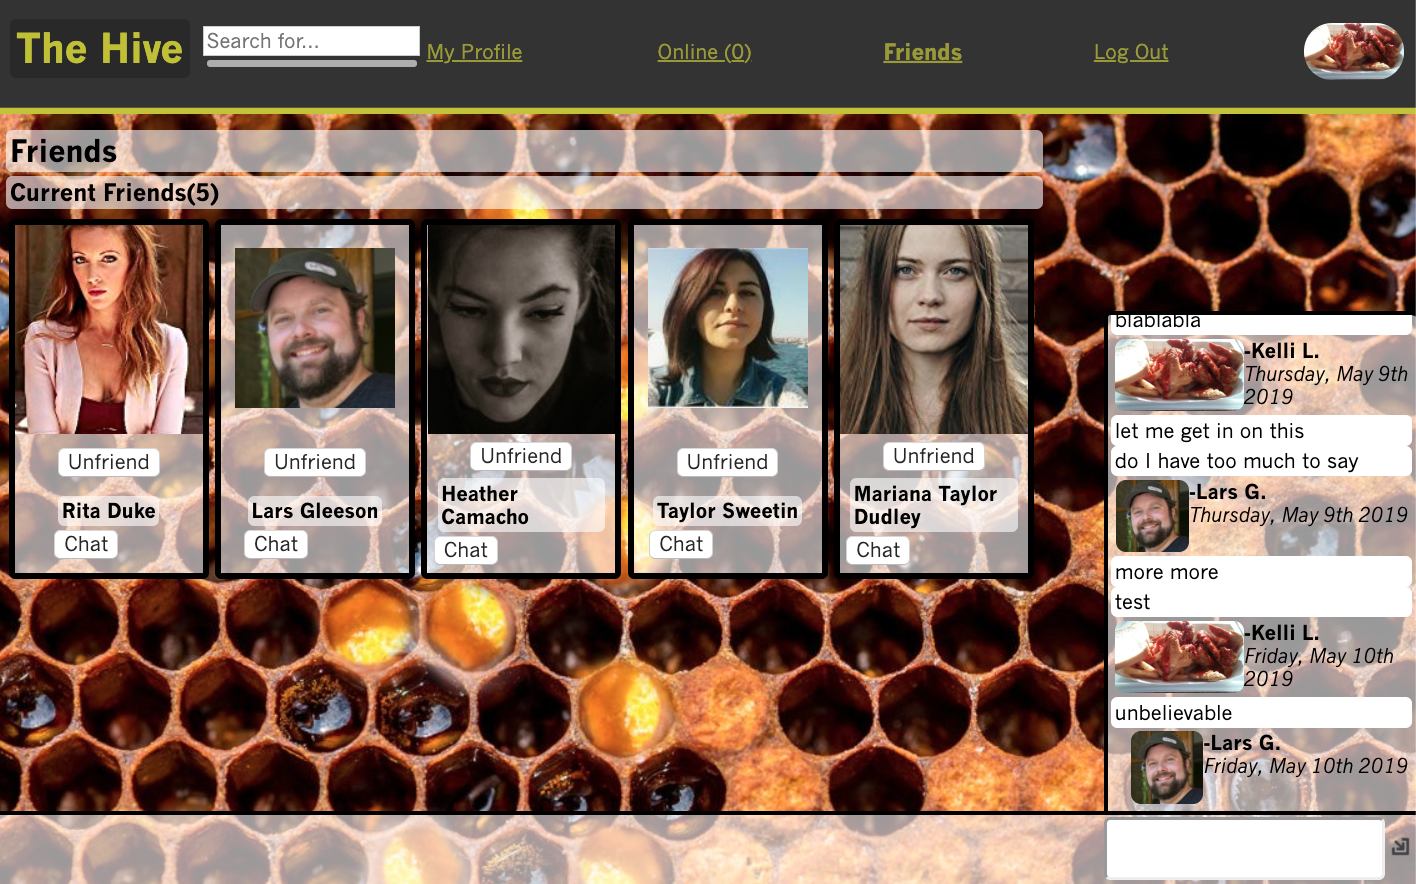 The Hive
Search for...
My Profile
Online (0)
Friends
Log Out
Friends
Current Friends(5)
Unfriend
Rita Duke
Chat
Unfriend
Lars Gleeson
Chat
Unfriend
Heather
Camacho
Chat
Unfriend
Taylor Sweetin
Chat
Unfriend
Mariana Taylor
Dudley
Chat
blablabla
-Kelli L.
Thursday, May 9th
2019
let me get in on this
do I have too much to say
-Lars G.
Thursday, May 9th 2019
more more
test
-Kelli L.
Friday, May 10th
2019
unbelievable
-Lars G.
Friday, May 10th 2019